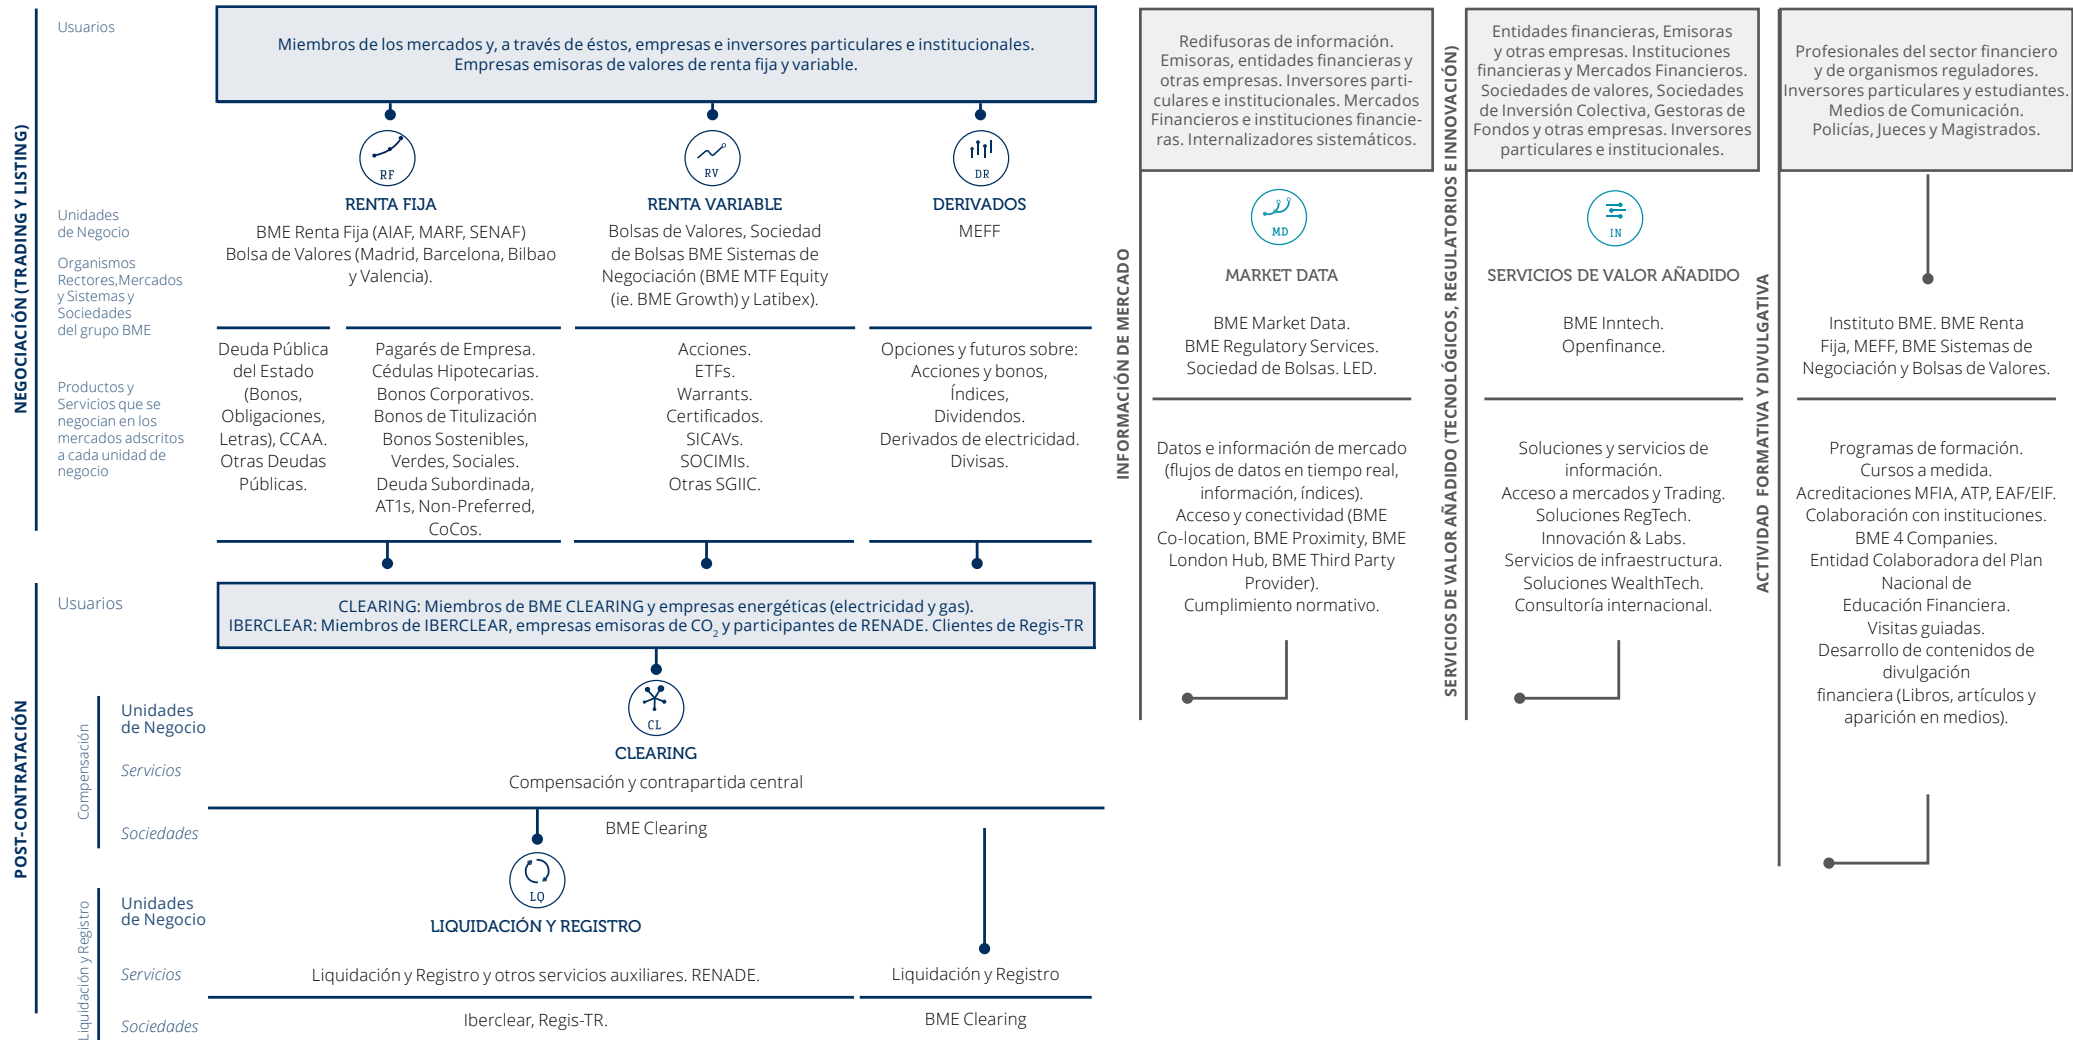 NEGOCIACIÓN (TRADING Y LISTING)
Usuarios
Miembros de los mercados y, a través de éstos, empresas e inversores particulares e institucionales.
Empresas emisoras de valores de renta fija y variable.
Unidades
de Negocio
Organismos
Rectores,Mercados
y Sistemas y
Sociedades
del grupo BME
Productos y
Servicios que se
negocian en los
mercados adscritos
a cada unidad de
negocio
RF
RENTA FIJA
BME Renta Fija (AIAF, MARF, SENAF)
Bolsa de Valores (Madrid, Barcelona, Bilbao
y Valencia).
Deuda Pública
del Estado
(Bonos,
Obligaciones,
Letras), CCAA.
Otras Deudas
Públicas.
Pagarés de Empresa.
Cédulas Hipotecarias.
Bonos Corporativos.
Bonos de Titulización
Bonos Sostenibles,
Verdes, Sociales.
Deuda Subordinada,
AT1s, Non-Preferred,
CoCos.
RV
RENTA VARIABLE
Bolsas de Valores, Sociedad
de Bolsas BME Sistemas de
Negociación (BME MTF Equity
(ie. BME Growth) y Latibex).
Acciones.
ETFs.
Warrants.
Certificados.
SICAVs.
SOCIMIs.
Otras SGIIC.
DR
DERIVADOS
MEFF
Opciones y futuros sobre:
Acciones y bonos,
Índices,
Dividendos.
Derivados de electricidad.
Divisas.
POST-CONTRATACIÓN
Usuarios
CLEARING: Miembros de BME CLEARING y empresas energéticas (electricidad y gas).
IBERCLEAR: Miembros de IBERCLEAR, empresas emisoras de CO2 y participantes de RENADE. Clientes de Regis-TR
Compensación
Unidades
de Negocio
Servicios
Sociedades
CL
CLEARING
Compensación y contrapartida central
BME Clearing
Liquidación y Registro
Unidades
de Negocio
Servicios
Sociedades
LQ
LIQUIDACIÓN Y REGISTRO
Liquidación y Registro y otros servicios auxiliares. RENADE.
Iberclear, Regis-TR.
Liquidación y Registro
BME Clearing
INFORMACIÓN DE MERCADO
Redifusoras de información.
Emisoras, entidades financieras y
otras empresas. Inversores parti-
culares e institucionales. Mercados
Financieros e instituciones financie-
ras. Internalizadores sistemáticos.
MD
MARKET DATA
BME Market Data.
BME Regulatory Services.
Sociedad de Bolsas. LED.
Datos e información de mercado
(flujos de datos en tiempo real,
información, índices).
Acceso y conectividad (BME
Co-location, BME Proximity, BME
London Hub, BME Third Party
Provider).
Cumplimiento normativo.
SERVICIOS DE VALOR AÑADIDO (TECNOLÓGICOS, REGULATORIOS E INNOVACIÓN)
Entidades financieras, Emisoras
y otras empresas. Instituciones
financieras y Mercados Financieros.
Sociedades de valores, Sociedades
de Inversión Colectiva, Gestoras de
Fondos y otras empresas. Inversores
particulares e institucionales.
IN
SERVICIOS DE VALOR AÑADIDO
BME Inntech.
Openfinance.
Soluciones y servicios de
información.
Acceso a mercados y Trading.
Soluciones RegTech.
Innovación & Labs.
Servicios de infraestructura.
Soluciones WealthTech.
Consultoría internacional.
ACTIVIDAD FORMATIVA Y DIVULGATIVA
Profesionales del sector financiero
y de organismos reguladores.
Inversores particulares y estudiantes.
Medios de Comunicación.
Policías, Jueces y Magistrados.
Instituto BME. BME Renta
Fija, MEFF, BME Sistemas de
Negociación y Bolsas de Valores.
Programas de formación.
Cursos a medida.
Acreditaciones MFIA, ATP, EAF/EIF.
Colaboración con instituciones.
BME 4 Companies.
Entidad Colaboradora del Plan
Nacional de
Educación Financiera.
Visitas guiadas.
Desarrollo de contenidos de
divulgación
financiera (Libros, artículos y
aparición en medios).